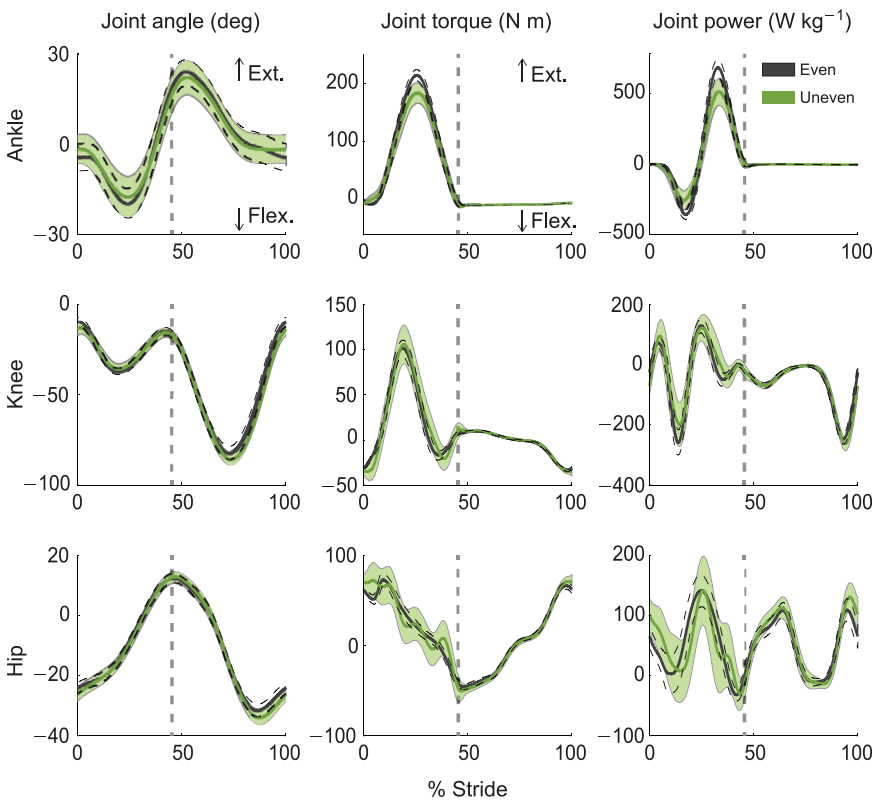 Joint angle (deg) Joint torque (N m) Joint power (W kg−1)
Ankle
30
0
−30
0 50 100
↑ Ext.
↓ Flex.
200
100
0
0 50 100
↑ Ext.
↓ Flex.
500
0
−500
0 50 100
Even
Uneven
Knee
0
−50
−100
0 50 100
150
100
50
0
−50
0 50 100
200
0
−200
−400
0 50 100
Hip
20
0
−20
−40
0 50 100
100
0
−100
0 50 100
200
100
0
−100
0 50 100
% Stride